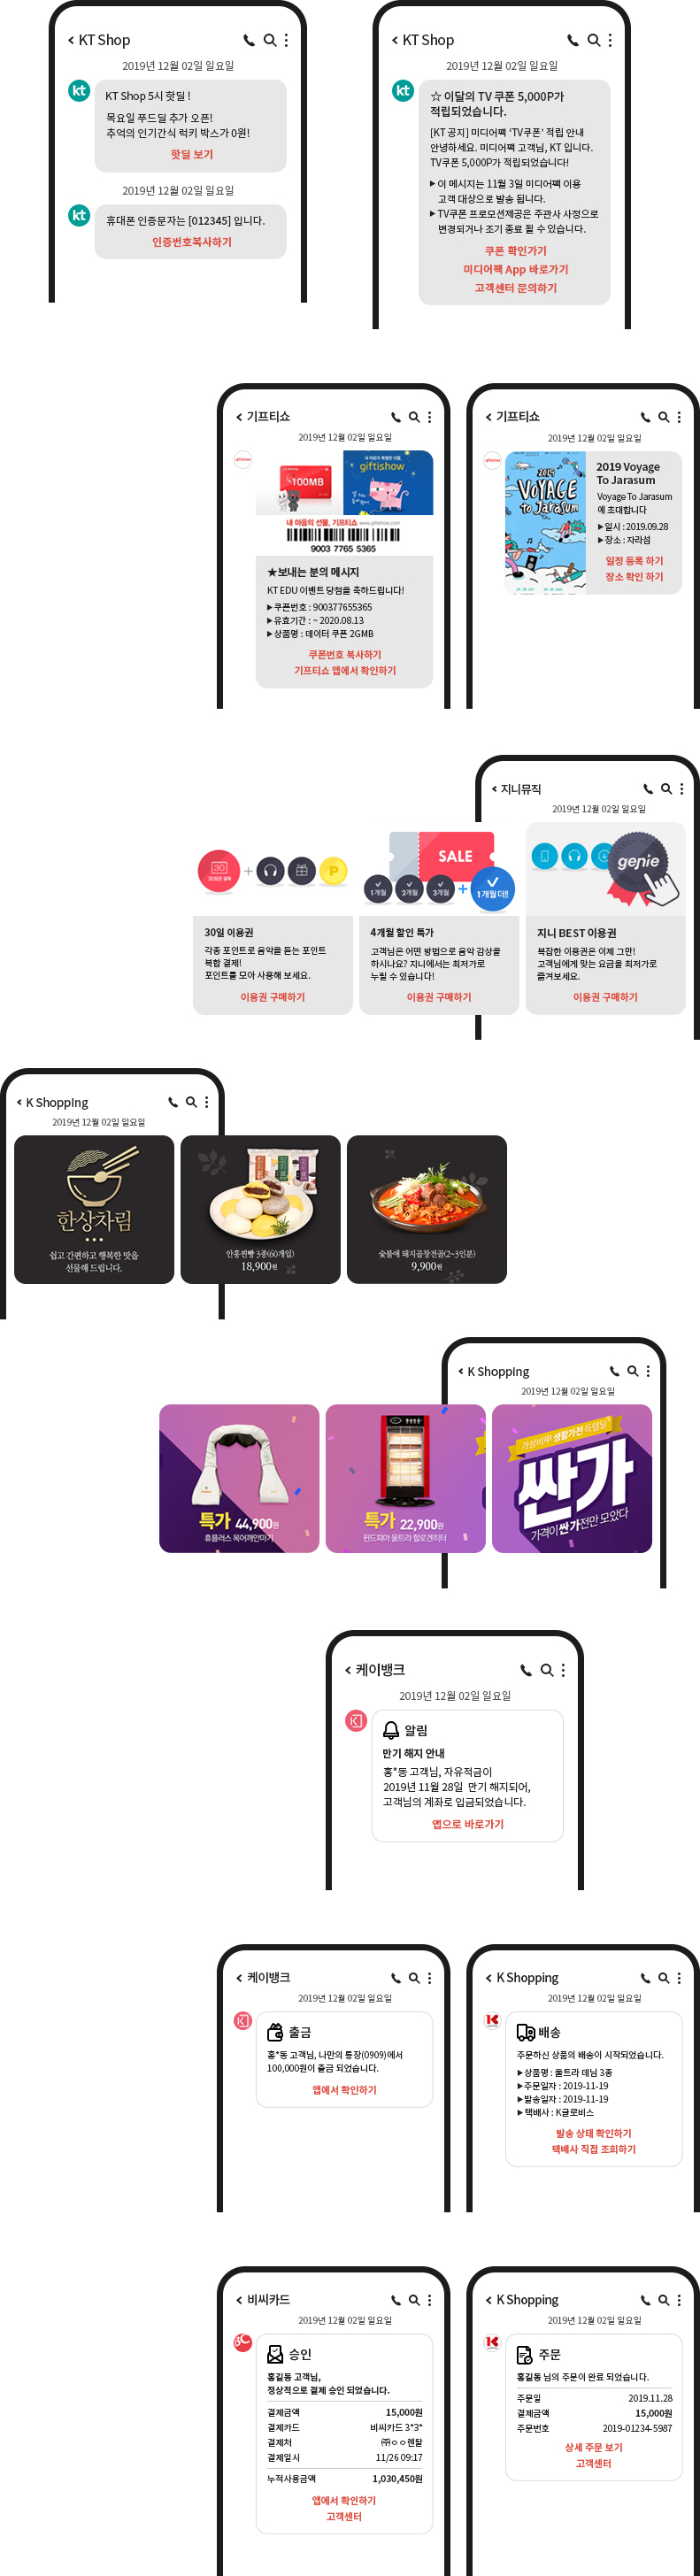 KT Shop
2019년 12월 02일 일요일
kt
KT Shop 5시 핫딜 !
목요일 푸드딜 추가 오픈!
추억의 인기간식 럭키 박스가 0원!
핫딜 보기
2019년 12월 02일 일요일
kt
휴대폰 인증문자는 [012345] 입니다.
인증번호복사하기
KT Shop
2019년 12월 02일 일요일
kt
☆ 이달의 TV 쿠폰 5,000P가
적립되었습니다.
[KT 공지] 미디어팩 ‘TV쿠폰’ 적립 안내
안녕하세요. 미디어팩 고객님, KT 입니다.
TV쿠폰 5,000P가 적립되었습니다!
▶이 메시지는 11월 3일 미디어팩 이용
고객 대상으로 발송 됩니다.
▶TV쿠폰 프로모션제공은 주관사 사정으로
변경되거나 조기 종료 될 수 있습니다.
쿠폰 확인가기
미디어팩 App 바로가기
고객센터 문의하기
기프티쇼
2019년 12월 02일 일요일
giftishow
100MB
내 마음의 특별한 선물,
giftishow
내 마음의 선물, 기프티쇼 www.giftishow.com
9003 7765 5365
★보내는 분의 메시지
KT EDU 이벤트 당첨을 축하드립니다!
▶쿠폰번호 : 900377655365
▶유효기간 : ~ 2020.08.13
▶상품명 : 데이터 쿠폰 2GMB
쿠폰번호 복사하기
기프티쇼 앱에서 확인하기
기프티쇼
2019년 12월 02일 일요일
giftishow
2019
VOYAGE
to Jarasum
2019 Voyage
To Jarasum
Voyage To Jarasum
에 초대합니다
▶일시 : 2019.09.28
▶장소 : 자라섬
일정 등록 하기
장소 확인 하기
지니뮤직
2019년 12월 02일 일요일
30
P
30일 이용권
각종 포인트로 음악을 듣는 포인트
복합 결제!
포인트를 모아 사용해 보세요.
이용권 구매하기
SALE
1개월
2개월
3개월
1개월 더!!
4개월 할인 특가
고객님은 어떤 방법으로 음악 감상을
하시나요? 지니에서는 최저가로
누릴 수 있습니다!
이용권 구매하기
genie
지니 BEST 이용권
복잡한 이용권은 이제 그만!
고객님에게 맞는 요금을 최저가로
즐겨보세요.
이용권 구매하기
K Shopping
2019년 12월 02일 일요일
한상차림
쉽고 간편하고 행복한 맛을
선물해 드립니다.
안흥찐빵 3종(60개입)
18,900원
숯불에 돼지곱창전골(2~3인분)
9,900원
K Shopping
2019년 12월 02일 일요일
특가 44,900원
휴플러스 목어깨안마기
특가 22,900원
윈드피아 울트라 할로겐히터
가성비甲 생활가전 득템딜
싼가
가격이 싼가전만 모았다
케이뱅크
2019년 12월 02일 일요일
K
알림
만기 해지 안내
홍*동 고객님, 자유적금이
2019년 11월 28일 만기 해지되어,
고객님의 계좌로 입금되었습니다.
앱으로 바로가기
케이뱅크
2019년 12월 02일 일요일
K
출금
홍*동 고객님, 나만의 통장(0909)에서
100,000원이 출금 되었습니다.
앱에서 확인하기
K Shopping
2019년 12월 02일 일요일
K
배송
주문하신 상품의 배송이 시작되었습니다.
▶상품명 : 울트라 데님 3종
▶주문일자 : 2019-11-19
▶발송일자 : 2019-11-19
▶택배사 : K글로비스
발송 상태 확인하기
택배사 직접 조회하기
비씨카드
2019년 12월 02일 일요일
승인
홍길동 고객님,
정상적으로 결제 승인 되었습니다.
결제금액 15,000원
결제카드 비씨카드 3*3*
결제처 ㈜ㅇㅇ렌탈
결제일시 11/26 09:17
누적사용금액 1,030,450원
앱에서 확인하기
고객센터
K Shopping
2019년 12월 02일 일요일
K
주문
홍길동 님의 주문이 완료 되었습니다.
주문일 2019.11.28
결제금액 15,000원
주문번호 2019-01234-5987
상세 주문 보기
고객센터